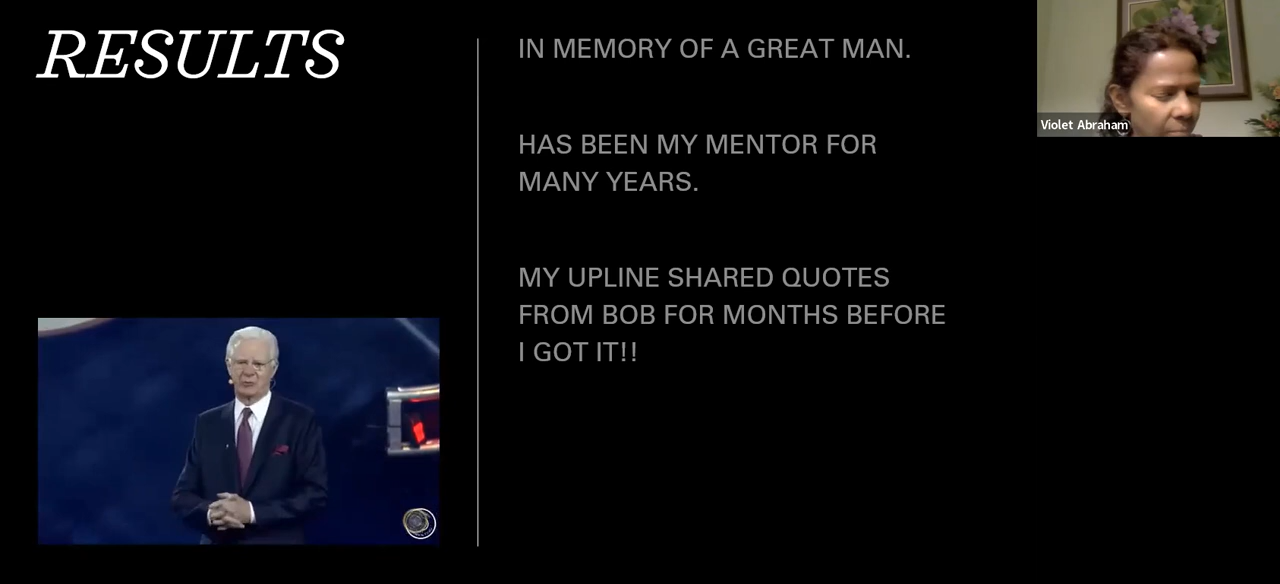 RESULTS
IN MEMORY OF A GREAT MAN.
HAS BEEN MY MENTOR FOR
MANY YEARS.
MY UPLINE SHARED QUOTES
FROM BOB FOR MONTHS BEFORE
I GOT IT!!
Violet Abraham